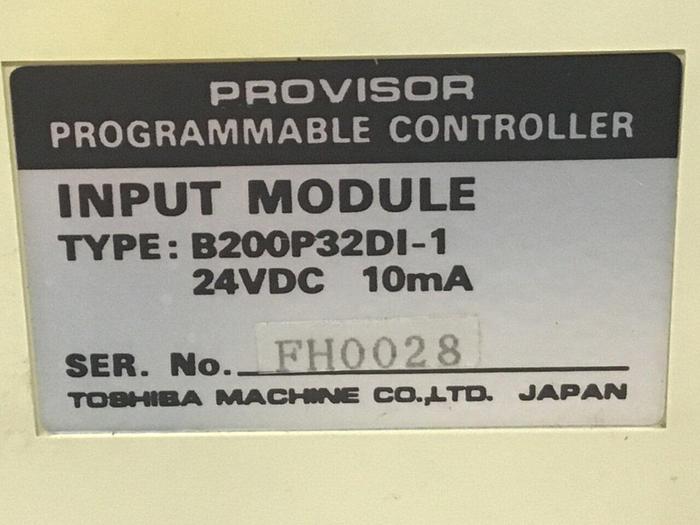 PROVISOR
PROGRAMMABLE CONTROLLER
INPUT MODULE
TYPE: B200P32DI-1
24VDC 10mA
SER. No. FH0028
TOSHIBA MACHINE CO.,LTD. JAPAN